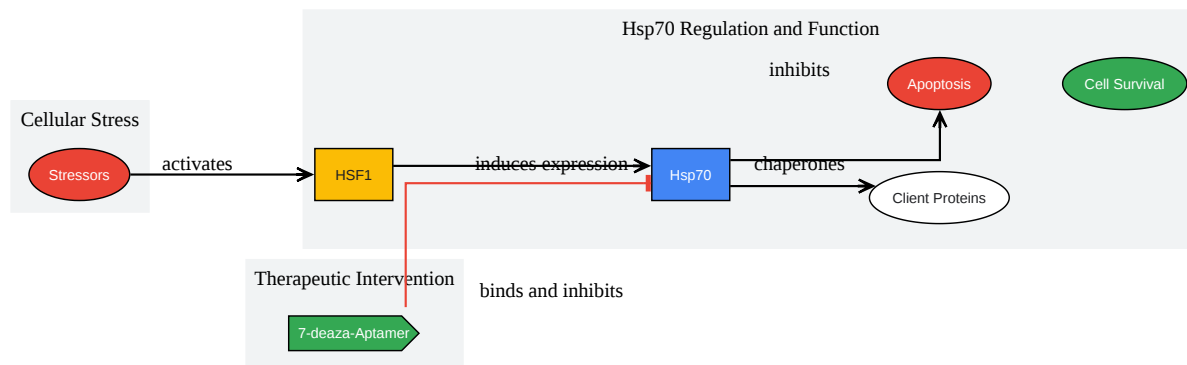 Hsp70 Regulation and Function
inhibits
Apoptosis
Cell Survival
Cellular Stress
Stressors
activates
HSF1
induces expression
Hsp70
chaperones
Client Proteins
Therapeutic Intervention
binds and inhibits
7-deaza-Aptamer